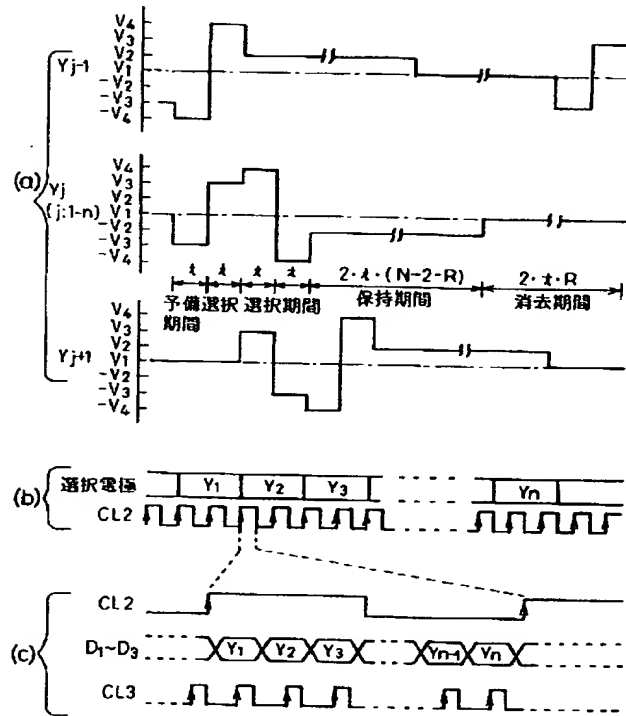 V4
V3
V2
V1
-V2
-V3
-V4
Yj-1
(a)
V4
V3
V2
V1
-V2
-V3
-V4
Yj
(j:1-n)
t t t t 2・t・(N-2-R) 2・t・R
予備選択 選択期間 保持期間 消去期間
期間
V4
V3
V2
V1
-V2
-V3
-V4
Yj+1
(b)
選択電極 Y1 Y2 Y3 Yn
CL2
(c)
CL2
D1~D3 Y1 Y2 Y3 Yn-1 Yn
CL3